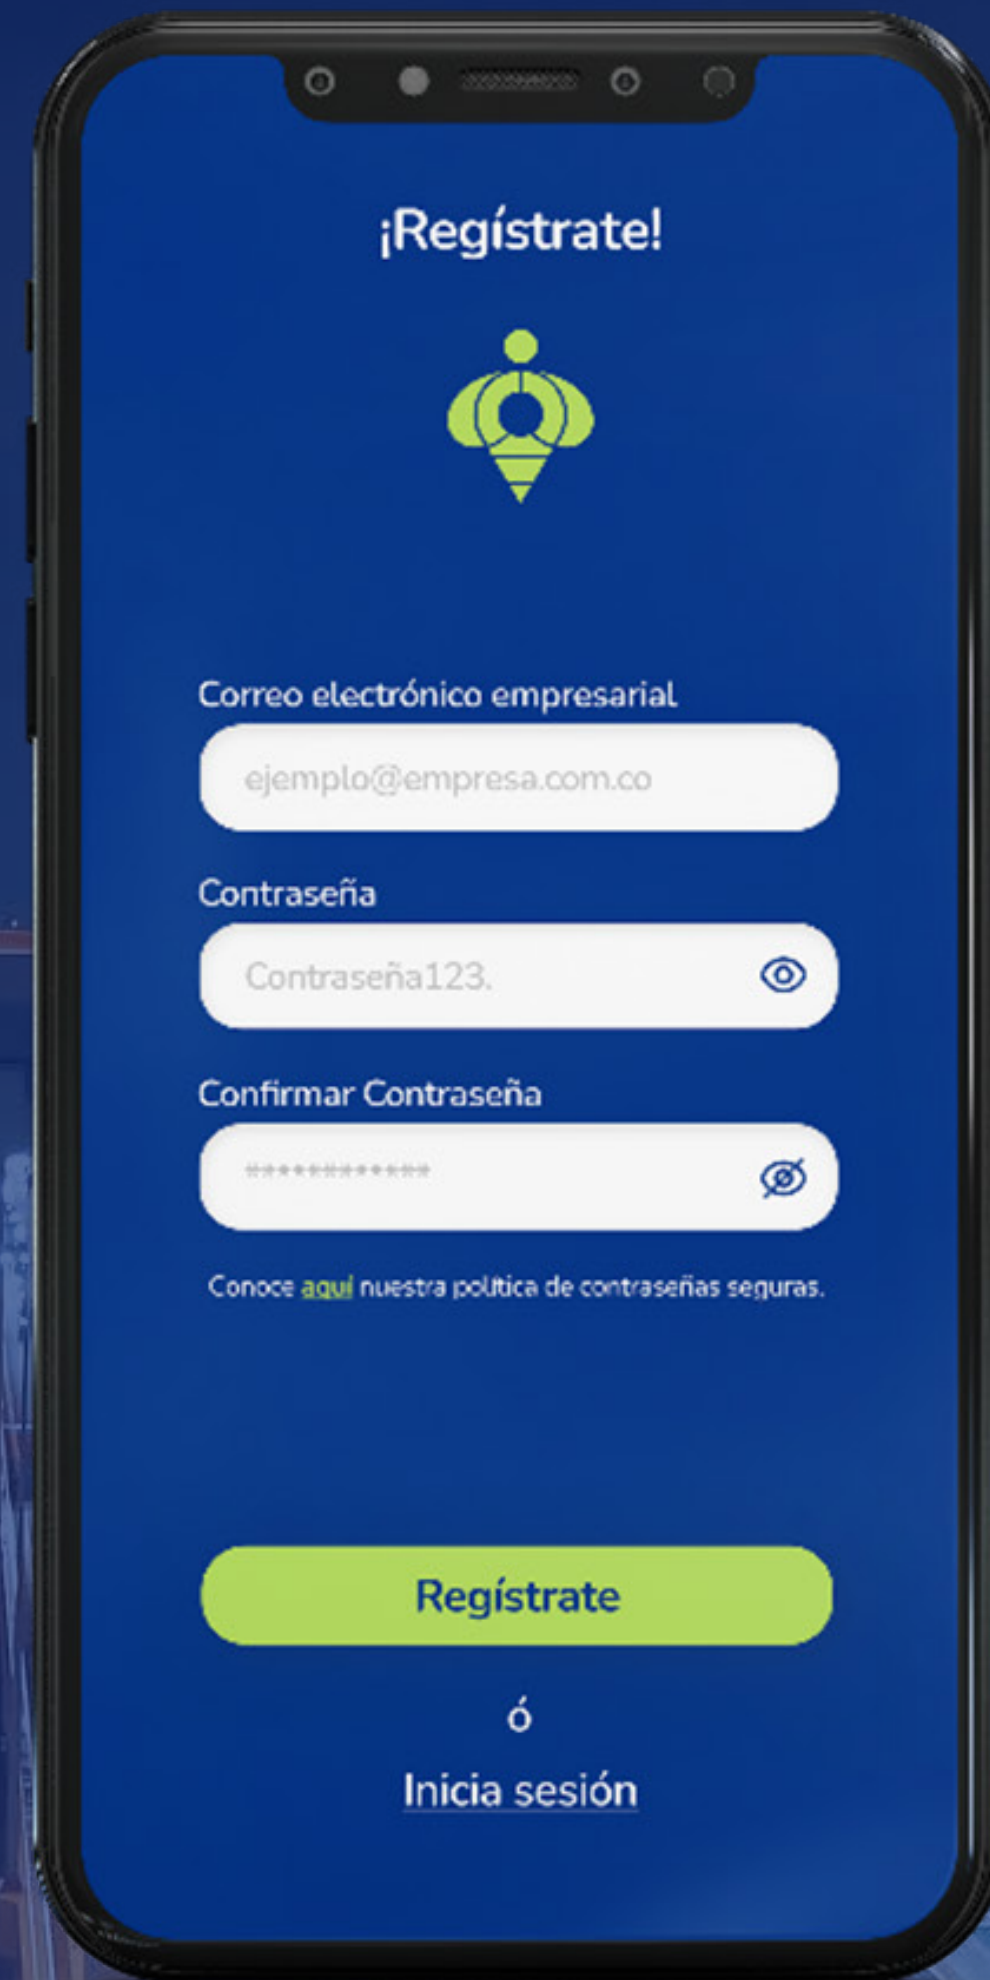 ¡Regístrate!
Correo electrónico empresarial
ejemplo@empresa.com.co
Contraseña
Contraseña123.
Confirmar Contraseña
************
Conoce aquí nuestra política de contraseñas seguras.
Regístrate
ó
Inicia sesión